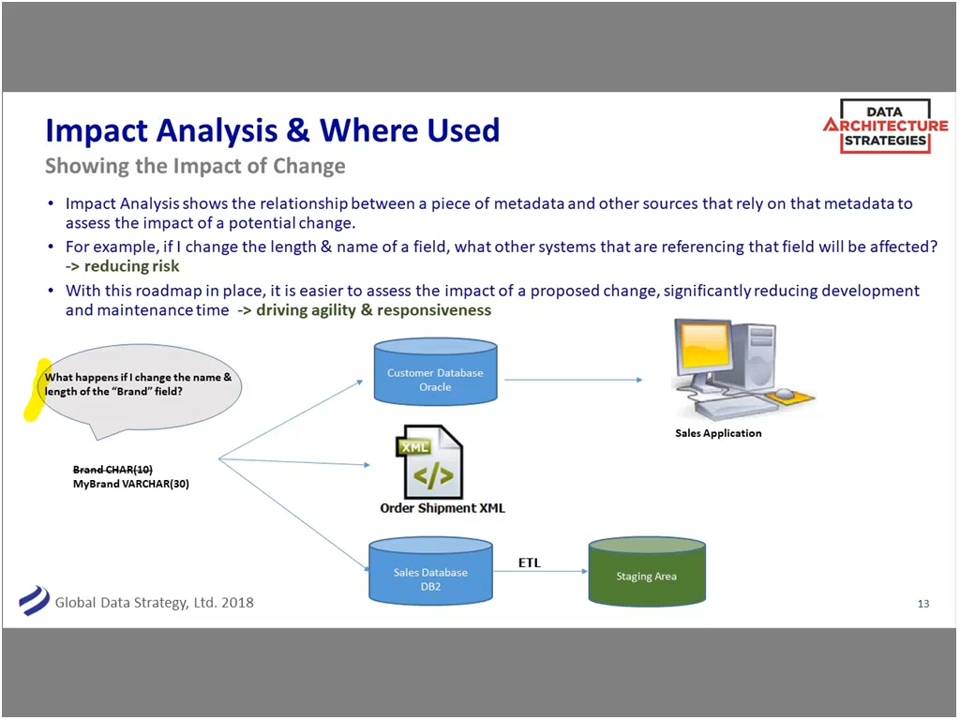 Impact Analysis & Where Used
Showing the Impact of Change
DATA
ARCHITECTURE
STRATEGIES
• Impact Analysis shows the relationship between a piece of metadata and other sources that rely on that metadata to
assess the impact of a potential change.
• For example, if I change the length & name of a field, what other systems that are referencing that field will be affected?
-> reducing risk
• With this roadmap in place, it is easier to assess the impact of a proposed change, significantly reducing development
and maintenance time -> driving agility & responsiveness
What happens if I change the name &
length of the “Brand” field?
Brand CHAR(10)
MyBrand VARCHAR(30)
Customer Database
Oracle
Sales Application
XML
</>
Order Shipment XML
Sales Database
DB2
ETL
Staging Area
Global Data Strategy, Ltd. 2018
13